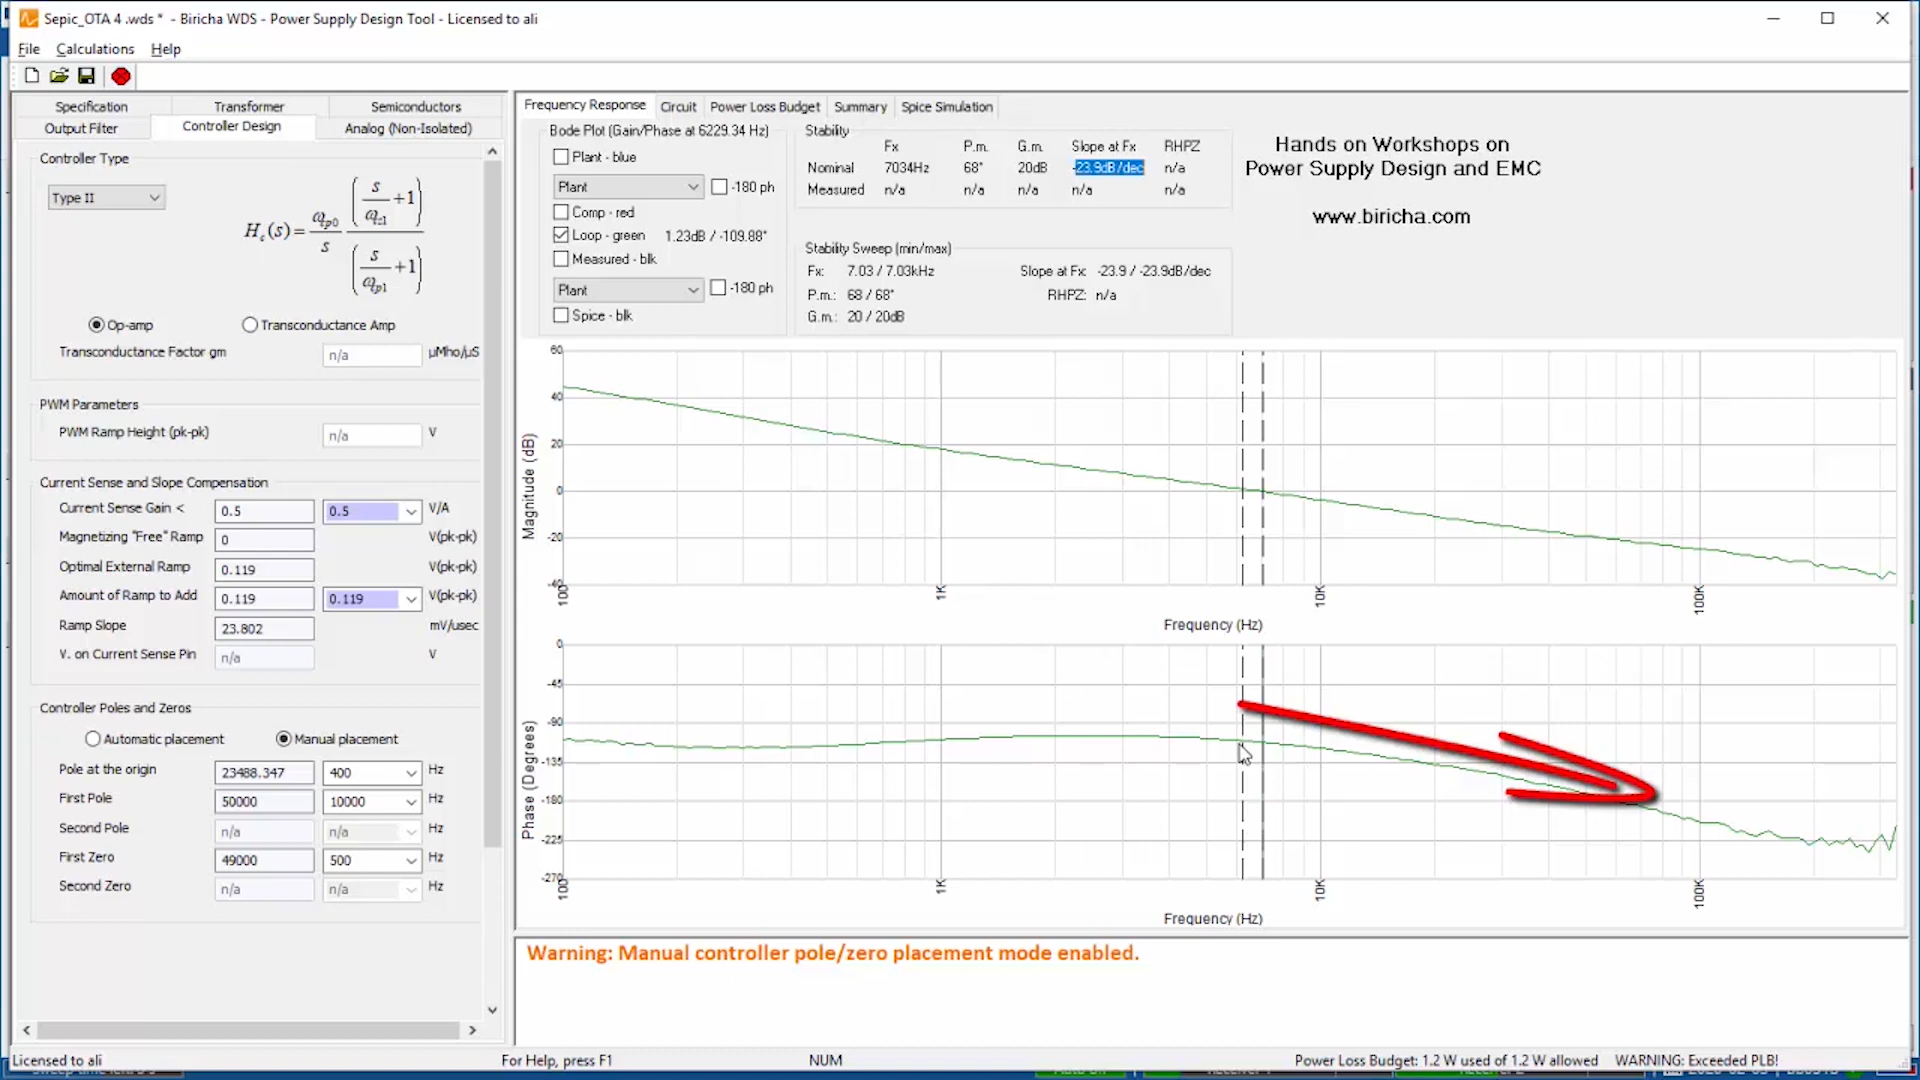 Sepic_OTA 4 .wds * - Biricha WDS - Power Supply Design Tool - Licensed to ali
File Calculations Help
Specification Transformer Semiconductors
Output Filter Controller Design Analog (Non-Isolated)
Controller Type
Type II
Hc(s) = ωp0/s (s/ωz1 + 1)/(s/ωp1 + 1)
Op-amp Transconductance Amp
Transconductance Factor gm n/a µMho/µS
PWM Parameters
PWM Ramp Height (pk-pk) n/a V
Current Sense and Slope Compensation
Current Sense Gain < 0.5 0.5 V/A
Magnetizing "Free" Ramp 0 V(pk-pk)
Optimal External Ramp 0.119 V(pk-pk)
Amount of Ramp to Add 0.119 0.119 V(pk-pk)
Ramp Slope 23.802 mV/usec
V. on Current Sense Pin n/a V
Controller Poles and Zeros
Automatic placement Manual placement
Pole at the origin 23488.347 400 Hz
First Pole 50000 10000 Hz
Second Pole n/a n/a Hz
First Zero 49000 500 Hz
Second Zero n/a n/a Hz
Frequency Response Circuit Power Loss Budget Summary Spice Simulation
Bode Plot (Gain/Phase at 6229.34 Hz)
Plant - blue
Plant -180 ph
Comp - red
Loop - green 1.23dB / -109.88°
Measured - blk
Plant -180 ph
Spice - blk
Stability
Fx P.m. G.m. Slope at Fx RHPZ
Nominal 7034Hz 68° 20dB -23.9dB/dec n/a
Measured n/a n/a n/a n/a n/a
Stability Sweep (min/max)
Fx: 7.03 / 7.03kHz Slope at Fx: -23.9 / -23.9dB/dec
P.m.: 68 / 68° RHPZ: n/a
G.m.: 20 / 20dB
Hands on Workshops on
Power Supply Design and EMC
www.biricha.com
60
40
20
0
-20
-40
Magnitude (dB)
100 1K 10K 100K
Frequency (Hz)
0
-45
-90
-135
-180
-225
-270
Phase (Degrees)
100 1K 10K 100K
Frequency (Hz)
Warning: Manual controller pole/zero placement mode enabled.
Licensed to ali For Help, press F1 NUM Power Loss Budget: 1.2 W used of 1.2 W allowed WARNING: Exceeded PLB!